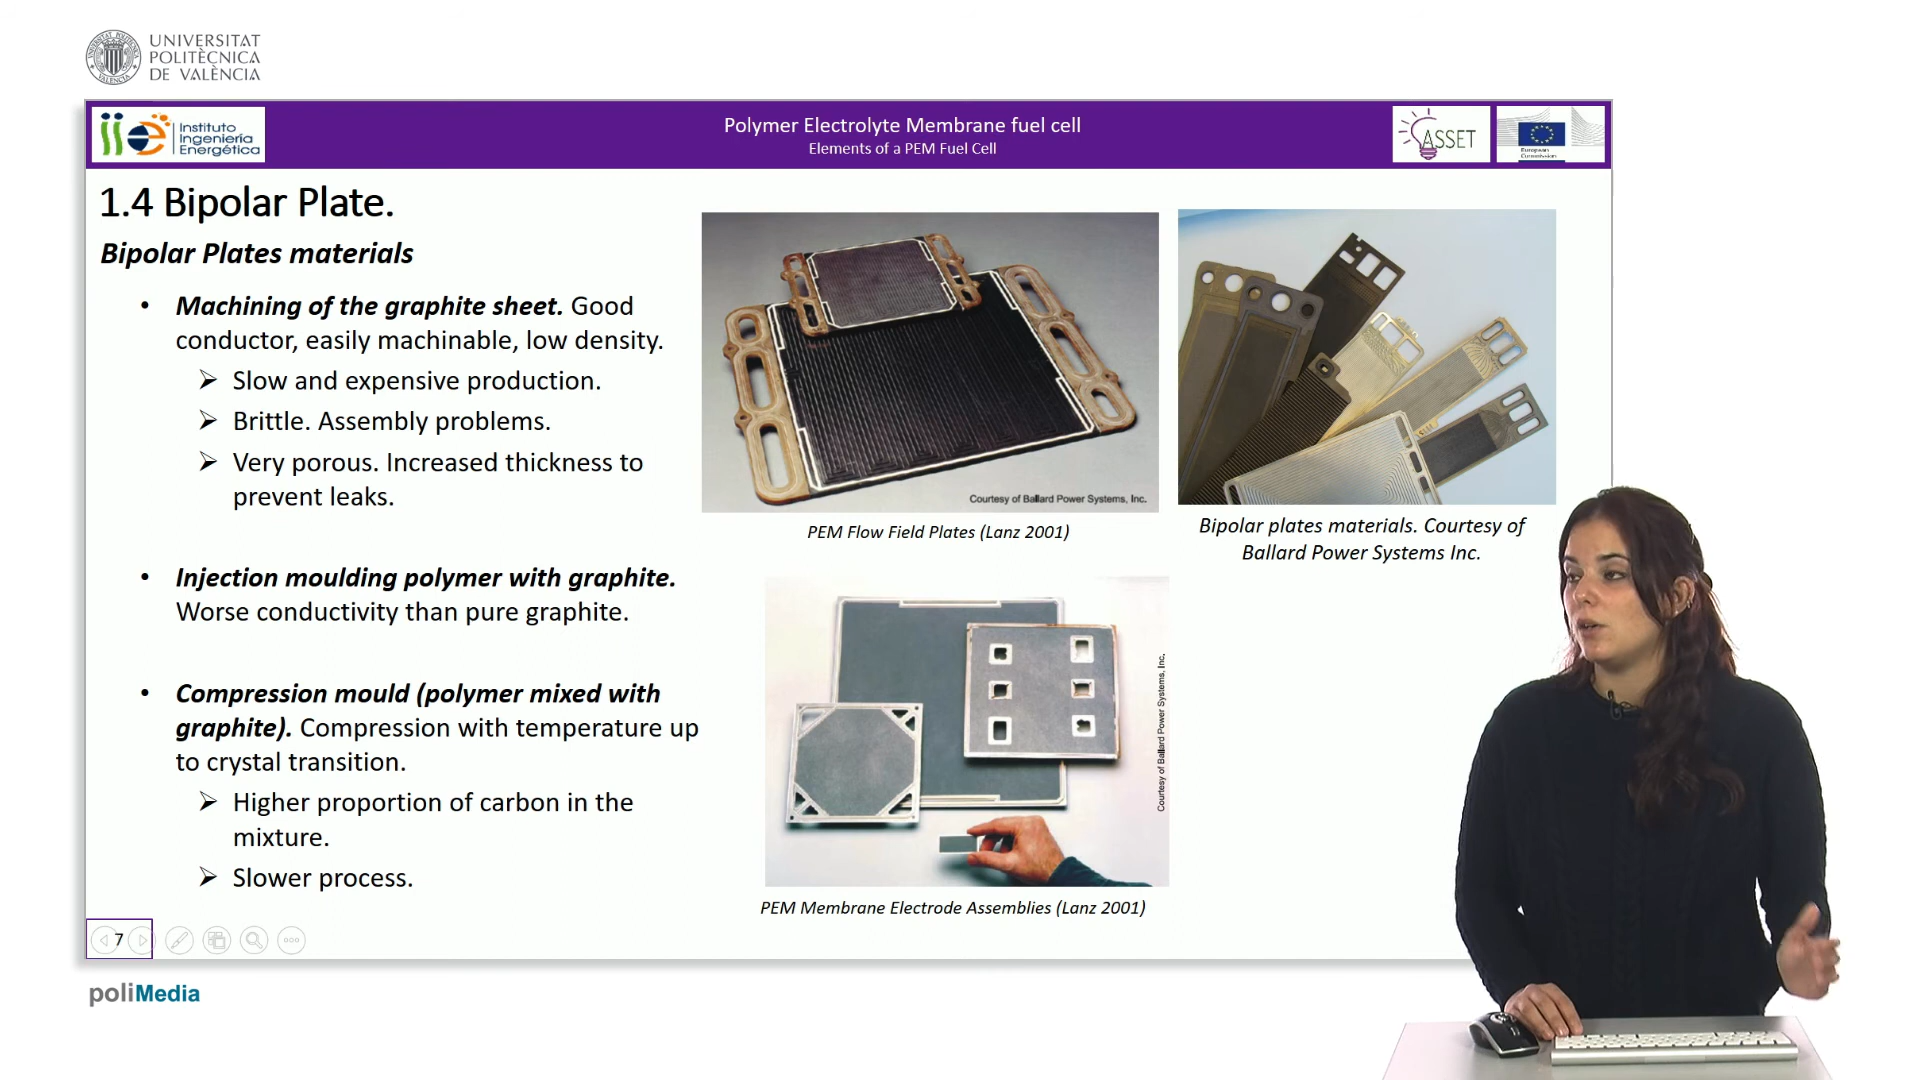 UNIVERSITAT
POLITÈCNICA
DE VALÈNCIA
Instituto
Ingeniería
Energética
Polymer Electrolyte Membrane fuel cell
Elements of a PEM Fuel Cell
ASSET
European
Commission
1.4 Bipolar Plate.
Bipolar Plates materials
• Machining of the graphite sheet. Good
conductor, easily machinable, low density.
➢ Slow and expensive production.
➢ Brittle. Assembly problems.
➢ Very porous. Increased thickness to
prevent leaks.
• Injection moulding polymer with graphite.
Worse conductivity than pure graphite.
• Compression mould (polymer mixed with
graphite). Compression with temperature up
to crystal transition.
➢ Higher proportion of carbon in the
mixture.
➢ Slower process.
Courtesy of Ballard Power Systems, Inc.
PEM Flow Field Plates (Lanz 2001)
Bipolar plates materials. Courtesy of
Ballard Power Systems Inc.
Courtesy of Ballard Power Systems, Inc.
PEM Membrane Electrode Assemblies (Lanz 2001)
7
poliMedia